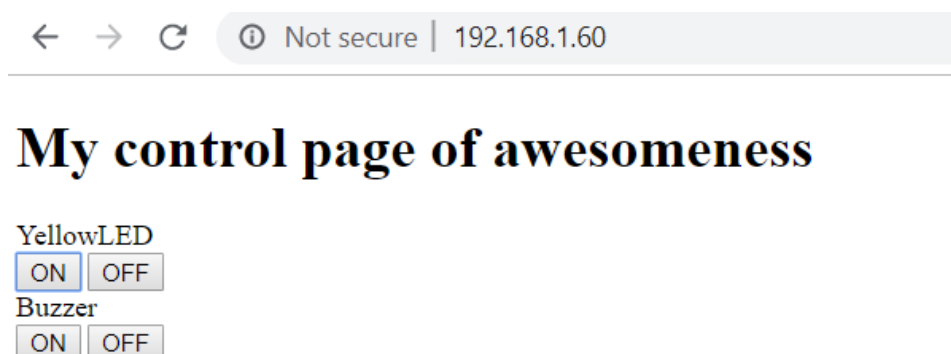 Not secure | 192.168.1.60
My control page of awesomeness
YellowLED
ON OFF
Buzzer
ON OFF